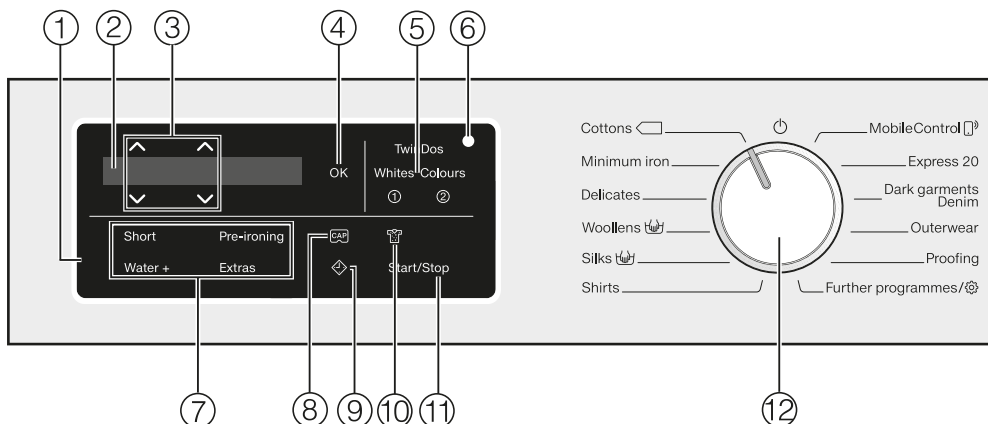 ① ② ③ ④ ⑤ ⑥
TwinDos
OK Whites Colours
① ②
Short Pre-ironing CAP
Water + Extras Start/Stop
Cottons MobileControl
Minimum iron Express 20
Delicates Dark garments
Denim
Woollens Outerwear
Silks Proofing
Shirts Further programmes/
⑦ ⑧ ⑨ ⑩ ⑪ ⑫